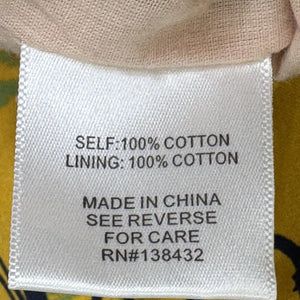 SELF:100% COTTON
LINING: 100% COTTON
MADE IN CHINA
SEE REVERSE
FOR CARE
RN#138432